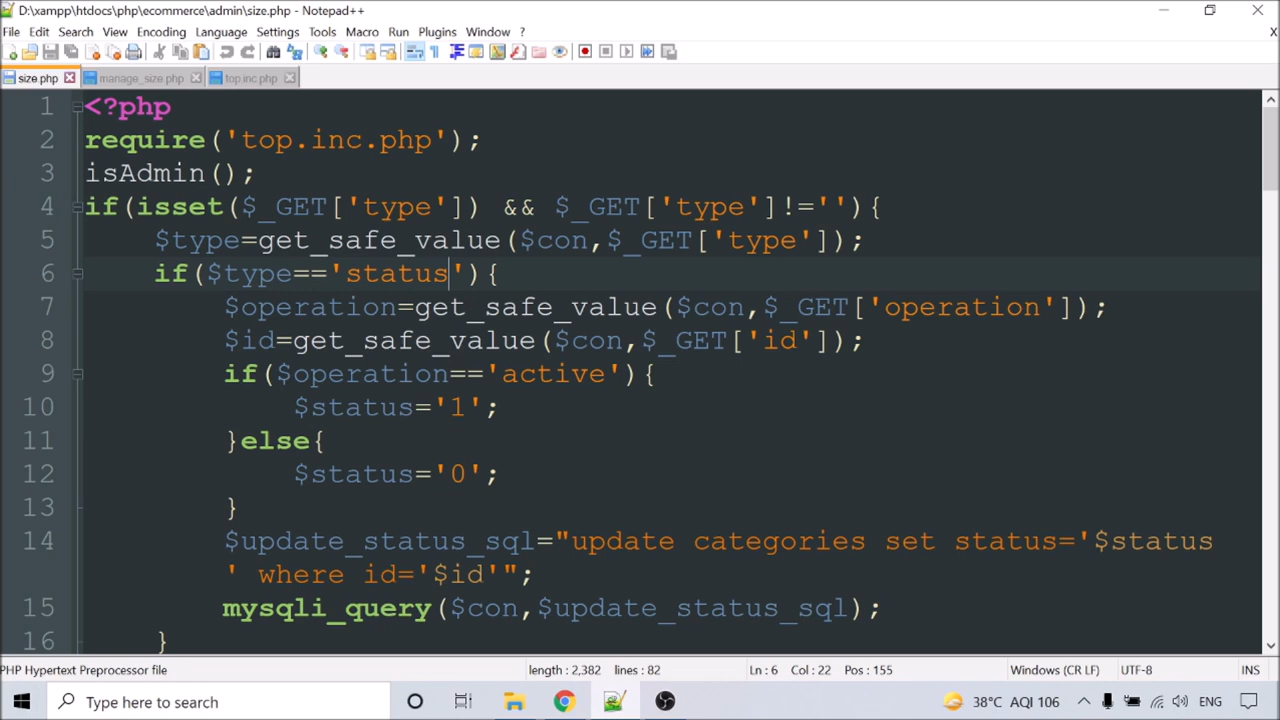 D:\xampp\htdocs\php\ecommerce\admin\size.php - Notepad++
File Edit Search View Encoding Language Settings Tools Macro Run Plugins Window ? X
size.php manage_size.php top.inc.php
1 <?php
2 require('top.inc.php');
3 isAdmin();
4 if(isset($_GET['type']) && $_GET['type']!=''){
5 $type=get_safe_value($con,$_GET['type']);
6 if($type=='status'){
7 $operation=get_safe_value($con,$_GET['operation']);
8 $id=get_safe_value($con,$_GET['id']);
9 if($operation=='active'){
10 $status='1';
11 }else{
12 $status='0';
13 }
14 $update_status_sql="update categories set status='$status
' where id='$id'";
15 mysqli_query($con,$update_status_sql);
16 }
PHP Hypertext Preprocessor file length : 2,382 lines : 82 Ln : 6 Col : 22 Pos : 155 Windows (CR LF) UTF-8 INS
Type here to search 38°C AQI 106 ENG